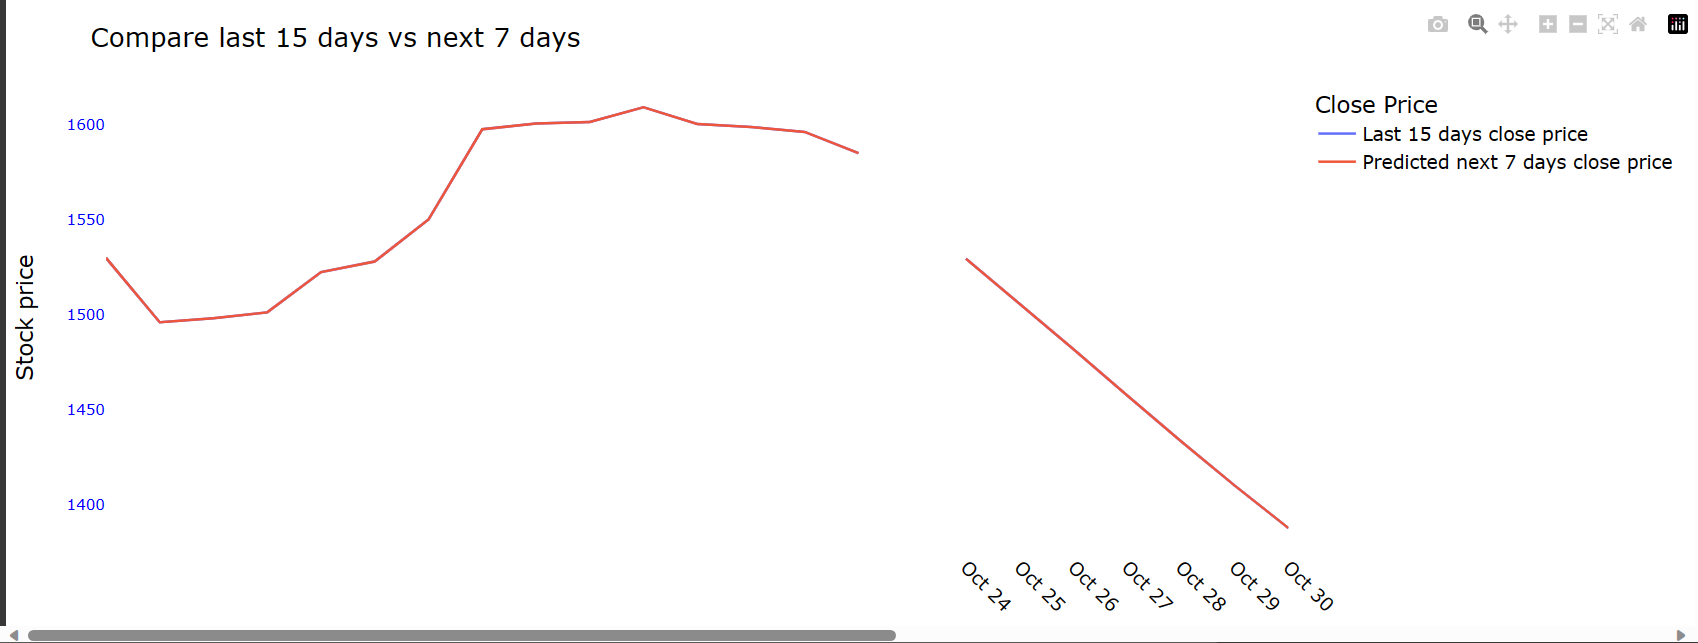 Compare last 15 days vs next 7 days
Close Price
Last 15 days close price
Predicted next 7 days close price
Stock price
1600
1550
1500
1450
1400
Oct 24
Oct 25
Oct 26
Oct 27
Oct 28
Oct 29
Oct 30